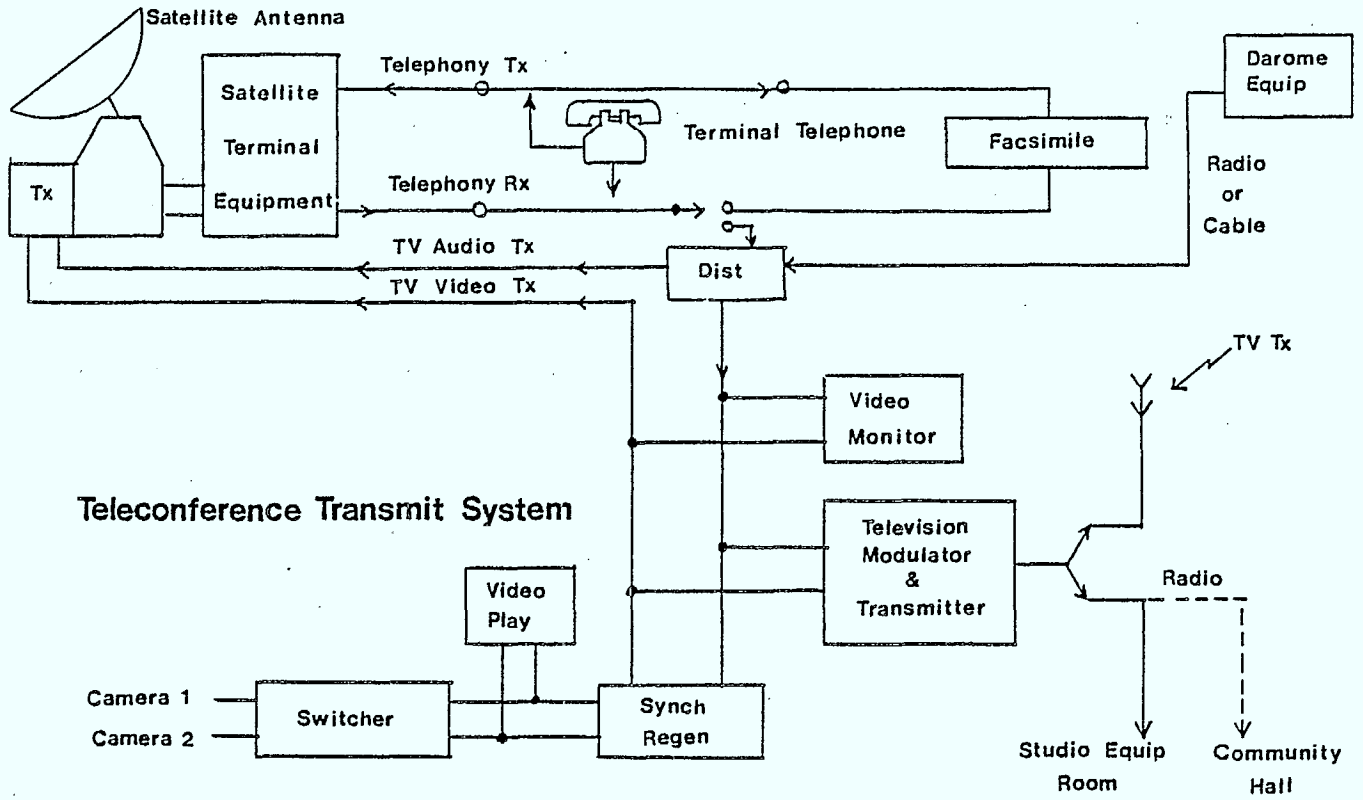 Satellite Antenna
Telephony Tx
Satellite
Terminal
Equipment
Darome
Equip
Terminal Telephone
Facsimile
Tx
Telephony Rx
Radio
or
Cable
TV Audio Tx
Dist
TV Video Tx
TV Tx
Video
Monitor
Teleconference Transmit System
Television
Modulator
&
Transmitter
Radio
Video
Play
Camera 1
Camera 2
Switcher
Synch
Regen
Studio Equip
Room
Community
Hall